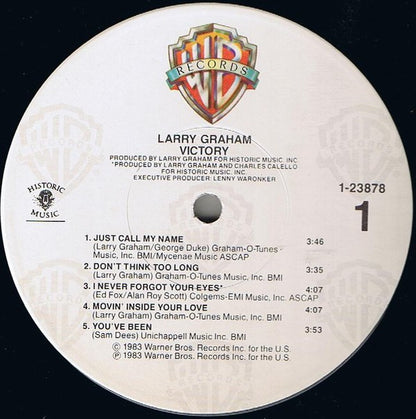 WB
RECORDS
LARRY GRAHAM
VICTORY
PRODUCED BY LARRY GRAHAM FOR HISTORIC MUSIC. INC.
*PRODUCED BY LARRY GRAHAM AND CHARLES CALELLO
FOR HISTORIC MUSIC. INC.
EXECUTIVE PRODUCER: LENNY WARONKER
HISTORIC
MUSIC
1-23878
1
1. JUST CALL MY NAME 3:46
(Larry Graham/George Duke) Graham-O-Tunes
Music, Inc. BMI/Mycenae Music ASCAP
2. DON'T THINK TOO LONG 3:35
(Larry Graham) Graham-O-Tunes Music Inc. BMI
3. I NEVER FORGOT YOUR EYES* 4:07
(Ed Fox/Alan Roy Scott) Colgems-EMI Music, Inc. ASCAP
4. MOVIN' INSIDE YOUR LOVE 4:07
(Larry Graham) Graham-O-Tunes Music, Inc. BMI
5. YOU'VE BEEN 3:53
(Sam Dees) Unichappell Music Inc. BMI
© 1983 Warner Bros. Records Inc. for the U.S.
℗ 1983 Warner Bros. Records Inc. for the U.S.